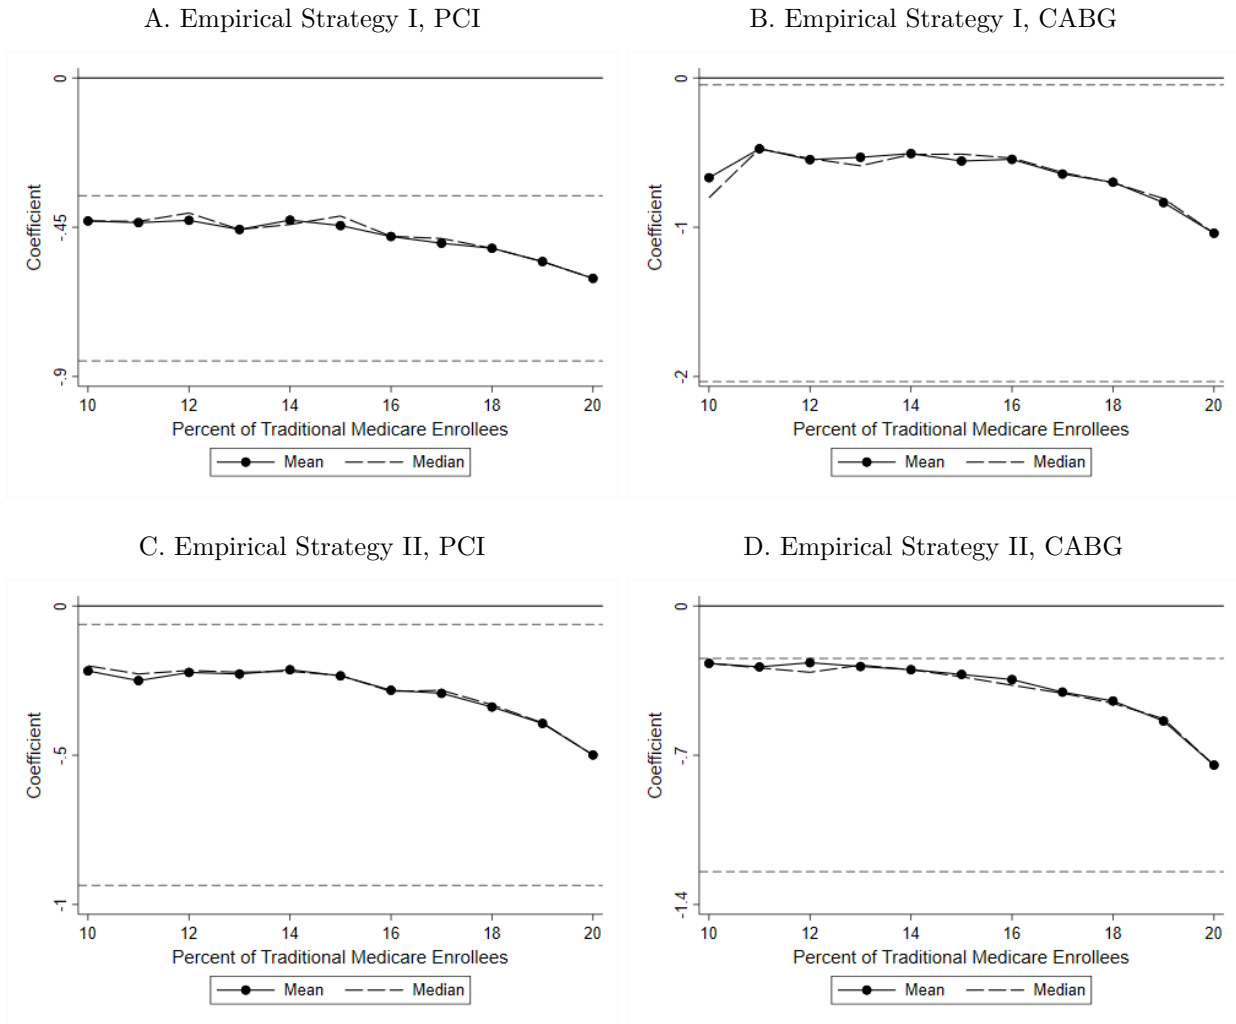 A. Empirical Strategy I, PCI
0
-.45
-.9
Coefficient
10 12 14 16 18 20
Percent of Traditional Medicare Enrollees
Mean Median
B. Empirical Strategy I, CABG
0
-1
-2
Coefficient
10 12 14 16 18 20
Percent of Traditional Medicare Enrollees
Mean Median
C. Empirical Strategy II, PCI
0
-.5
-1
Coefficient
10 12 14 16 18 20
Percent of Traditional Medicare Enrollees
Mean Median
D. Empirical Strategy II, CABG
0
-.7
-1.4
Coefficient
10 12 14 16 18 20
Percent of Traditional Medicare Enrollees
Mean Median